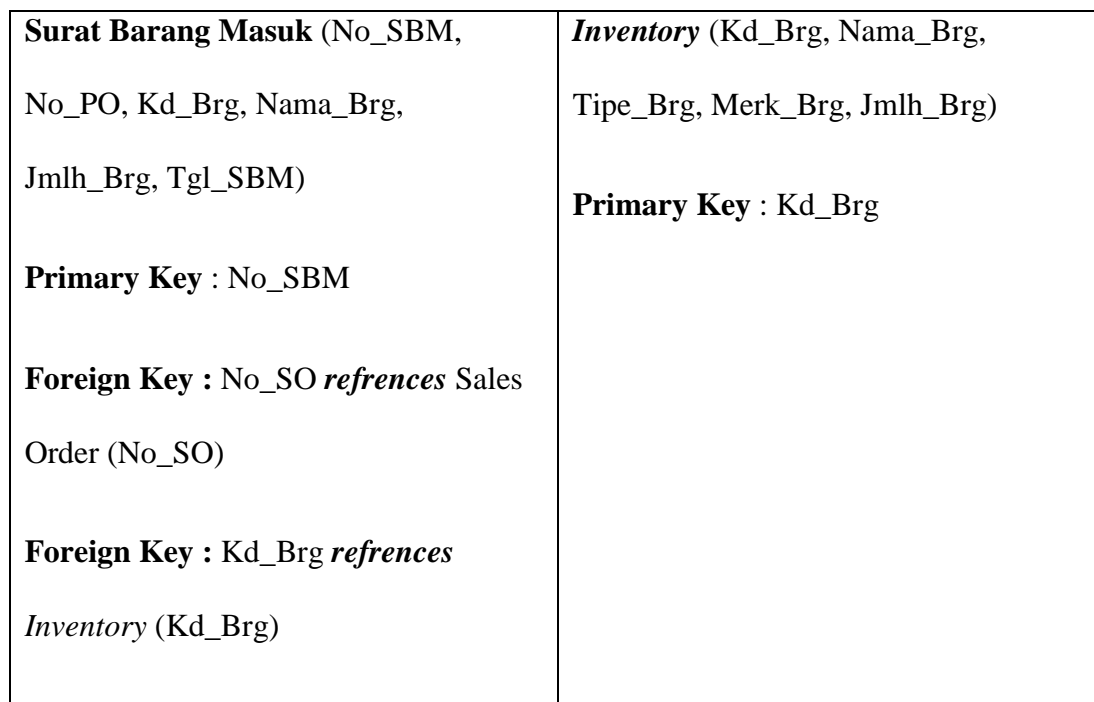 Surat Barang Masuk (No_SBM,
No_PO, Kd_Brg, Nama_Brg,
Jmlh_Brg, Tgl_SBM)
Primary Key : No_SBM
Foreign Key : No_SO refrences Sales
Order (No_SO)
Foreign Key : Kd_Brg refrences
Inventory (Kd_Brg)
Inventory (Kd_Brg, Nama_Brg,
Tipe_Brg, Merk_Brg, Jmlh_Brg)
Primary Key : Kd_Brg